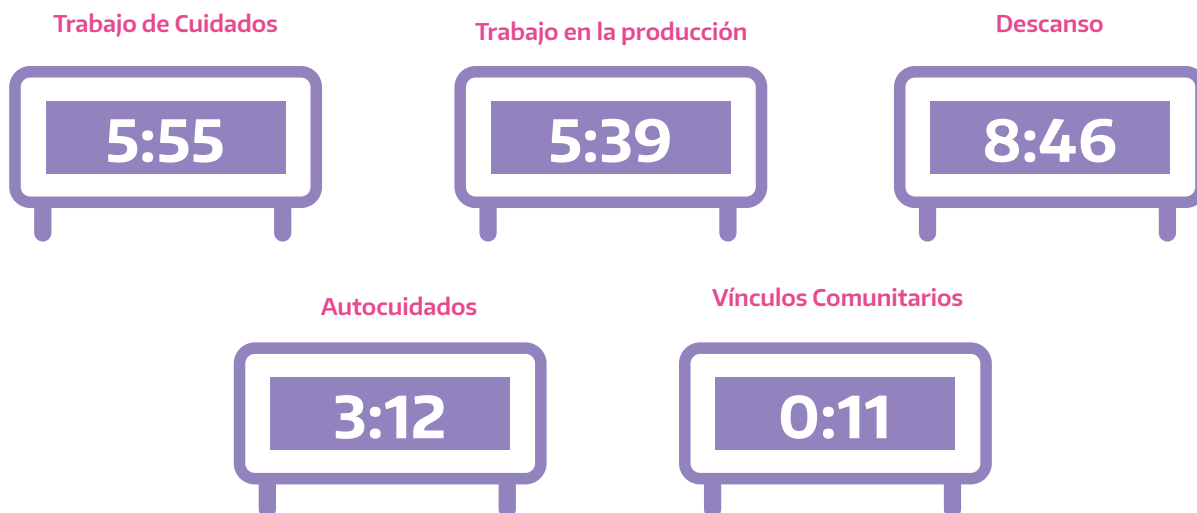 Trabajo de Cuidados
Trabajo en la producción
Descanso
5:55
5:39
8:46
Autocuidados
Vínculos Comunitarios
3:12
0:11